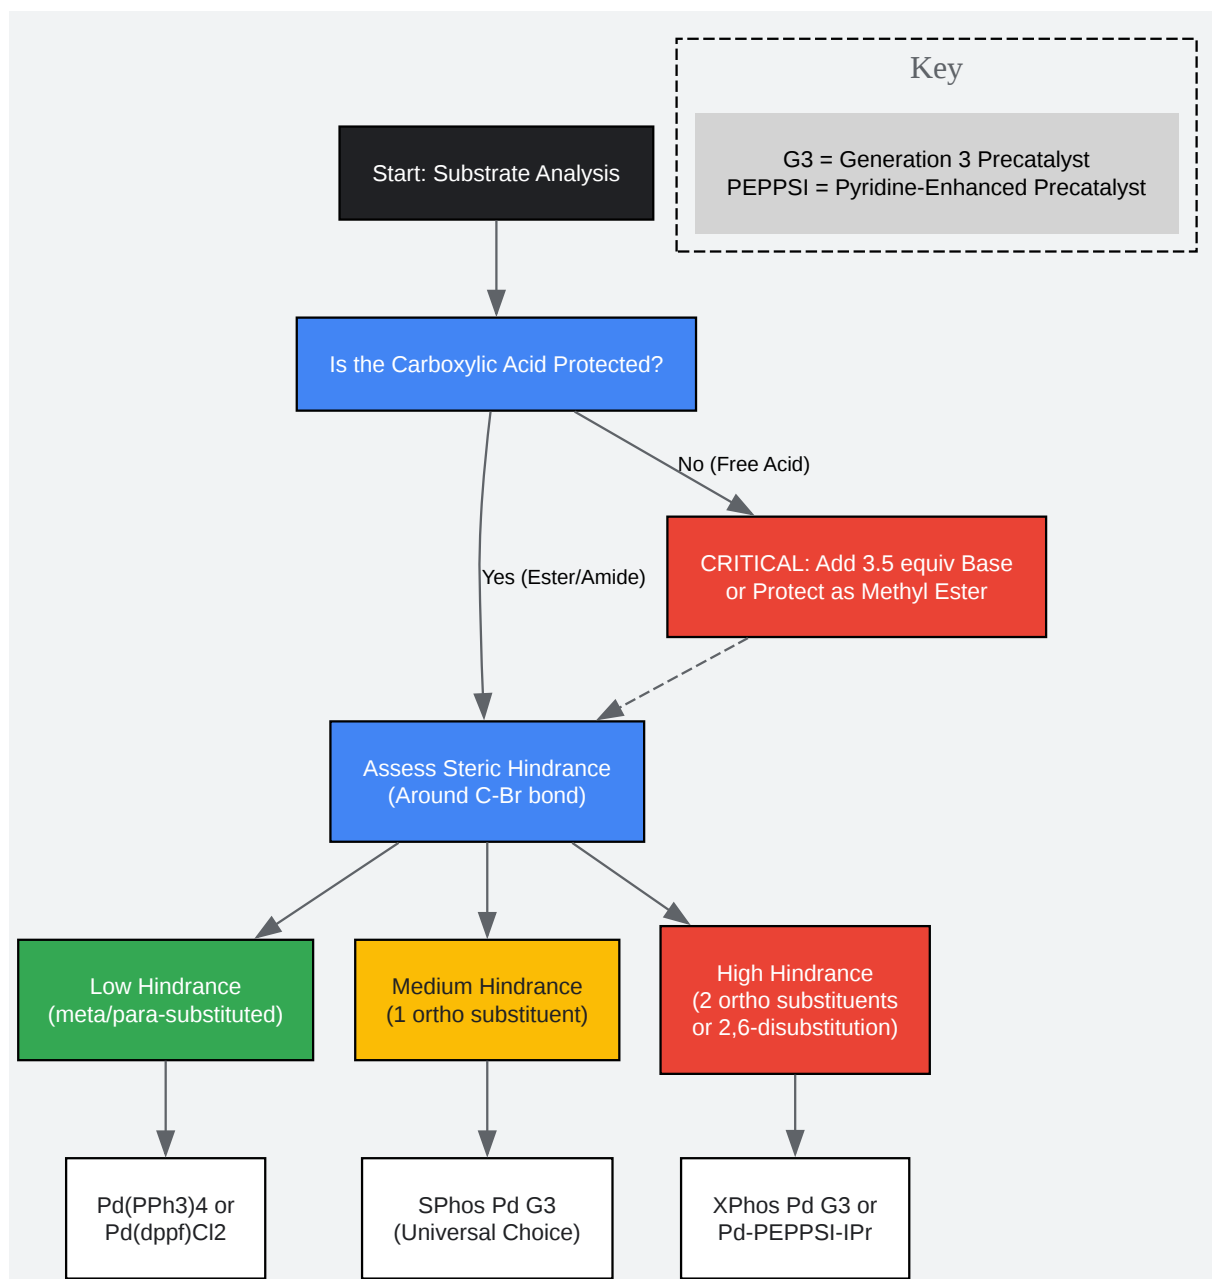 Key
G3 = Generation 3 Precatalyst
PEPPSI = Pyridine-Enhanced Precatalyst
Start: Substrate Analysis
Is the Carboxylic Acid Protected?
No (Free Acid)
CRITICAL: Add 3.5 equiv Base
or Protect as Methyl Ester
Yes (Ester/Amide)
Assess Steric Hindrance
(Around C-Br bond)
Low Hindrance
(meta/para-substituted)
Medium Hindrance
(1 ortho substituent)
High Hindrance
(2 ortho substituents
or 2,6-disubstitution)
Pd(PPh3)4 or
Pd(dppf)Cl2
SPhos Pd G3
(Universal Choice)
XPhos Pd G3 or
Pd-PEPPSI-IPr